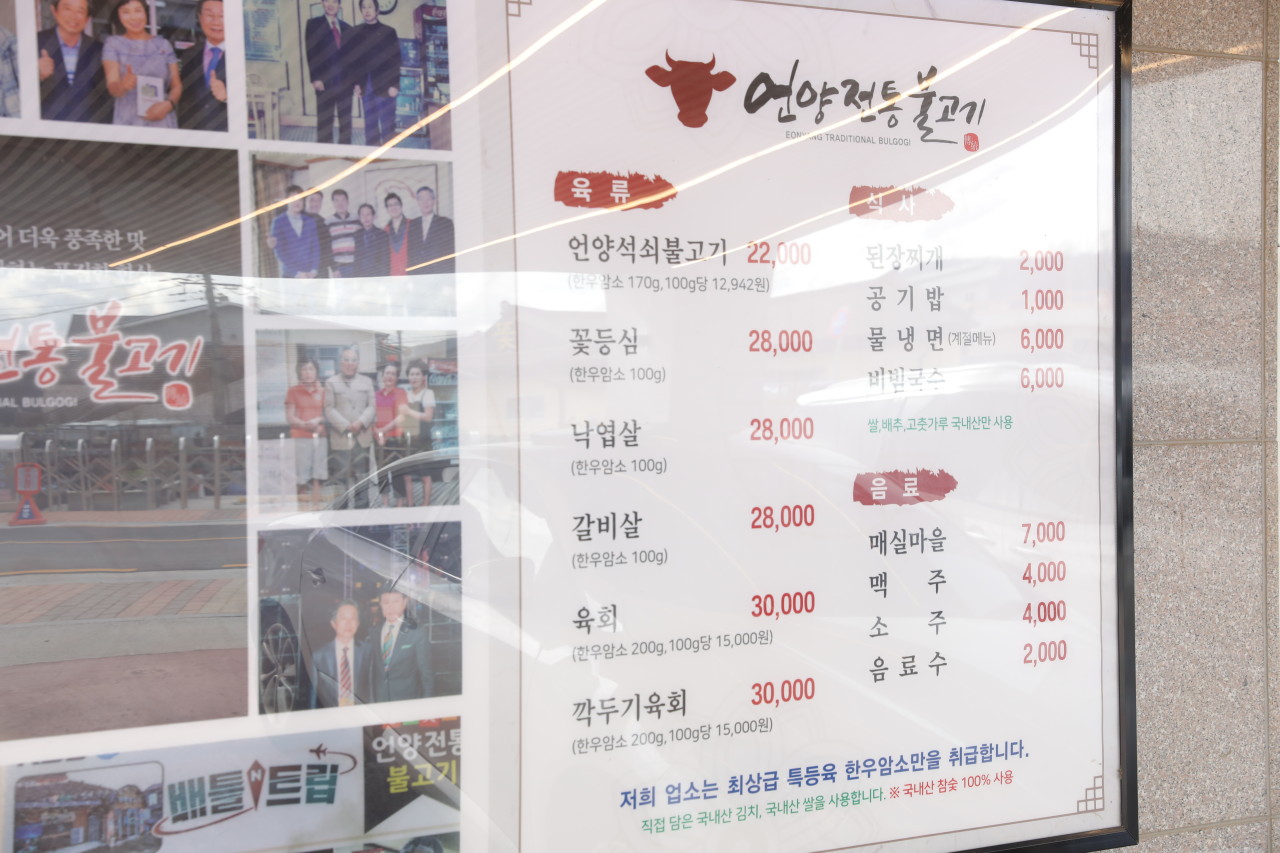 어 더욱 풍족한 맛
전통불고기
NAL BULGOGI
배틀트립
언양전통
불고기
언양전통불고기
EONYANG TRADITIONAL BULGOGI
육류
언양석쇠불고기 22,000
(한우암소 170g,100g당 12,942원)
꽃등심 28,000
(한우암소 100g)
낙엽살 28,000
(한우암소 100g)
갈비살 28,000
(한우암소 100g)
육회 30,000
(한우암소 200g,100g당 15,000원)
깍두기육회 30,000
(한우암소 200g,100g당 15,000원)
식사
된장찌개 2,000
공기밥 1,000
물냉면(계절메뉴) 6,000
비빔국수 6,000
쌀,배추,고춧가루 국내산만 사용
음료
매실마을 7,000
맥주 4,000
소주 4,000
음료수 2,000
저희 업소는 최상급 특등육 한우암소만을 취급합니다.
직접 담은 국내산 김치, 국내산 쌀을 사용합니다. ※ 국내산 참숯 100% 사용